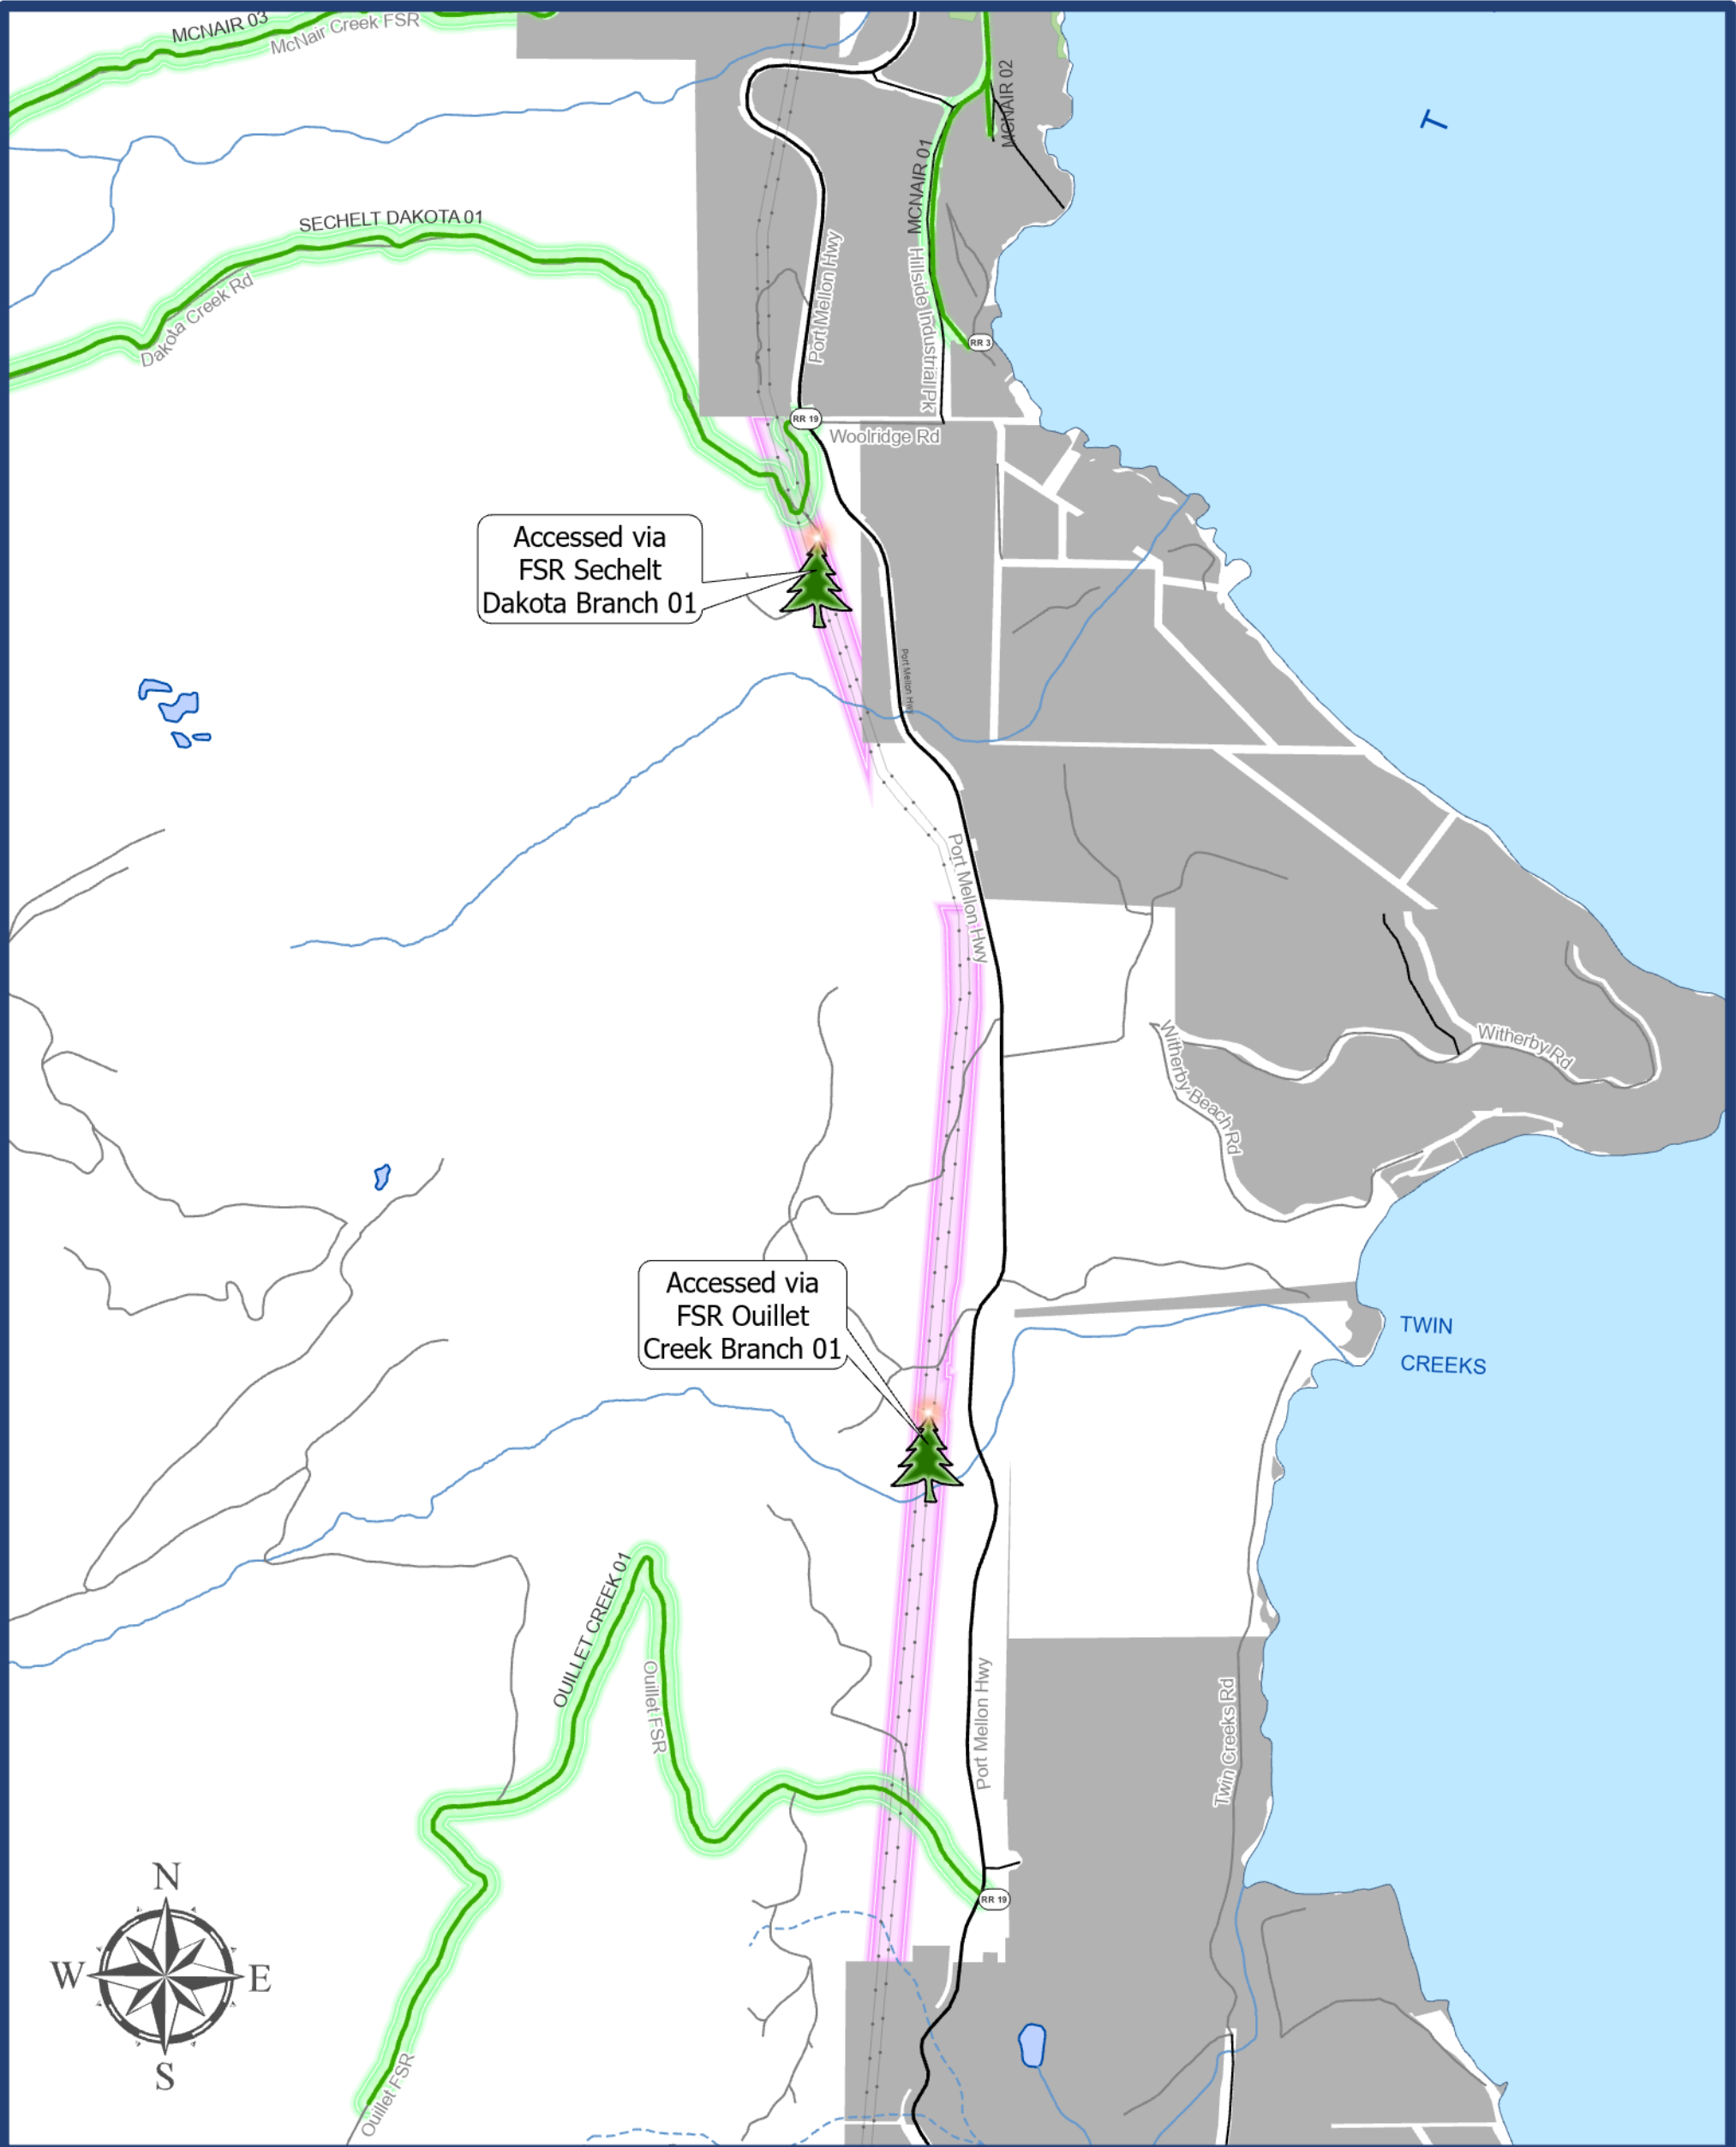 MCNAIR 03
McNair Creek FSR
MCNAIR 02
T
MCNAIR 01
SECHELT DAKOTA 01
Dakota Creek Rd
Port Mellon Hwy
Hillside Industrial Pk
RR 3
RR 19
Woolridge Rd
Accessed via
FSR Sechelt
Dakota Branch 01
Port Mellon Hwy
Port Mellon Hwy
Witherby Rd
Witherby Beach Rd
Accessed via
FSR Ouillet
Creek Branch 01
TWIN
CREEKS
OUILLET CREEK 01
Ouillet FSR
Port Mellon Hwy
Twin Creeks Rd
RR 19
N
W
E
S
Ouillet FSR